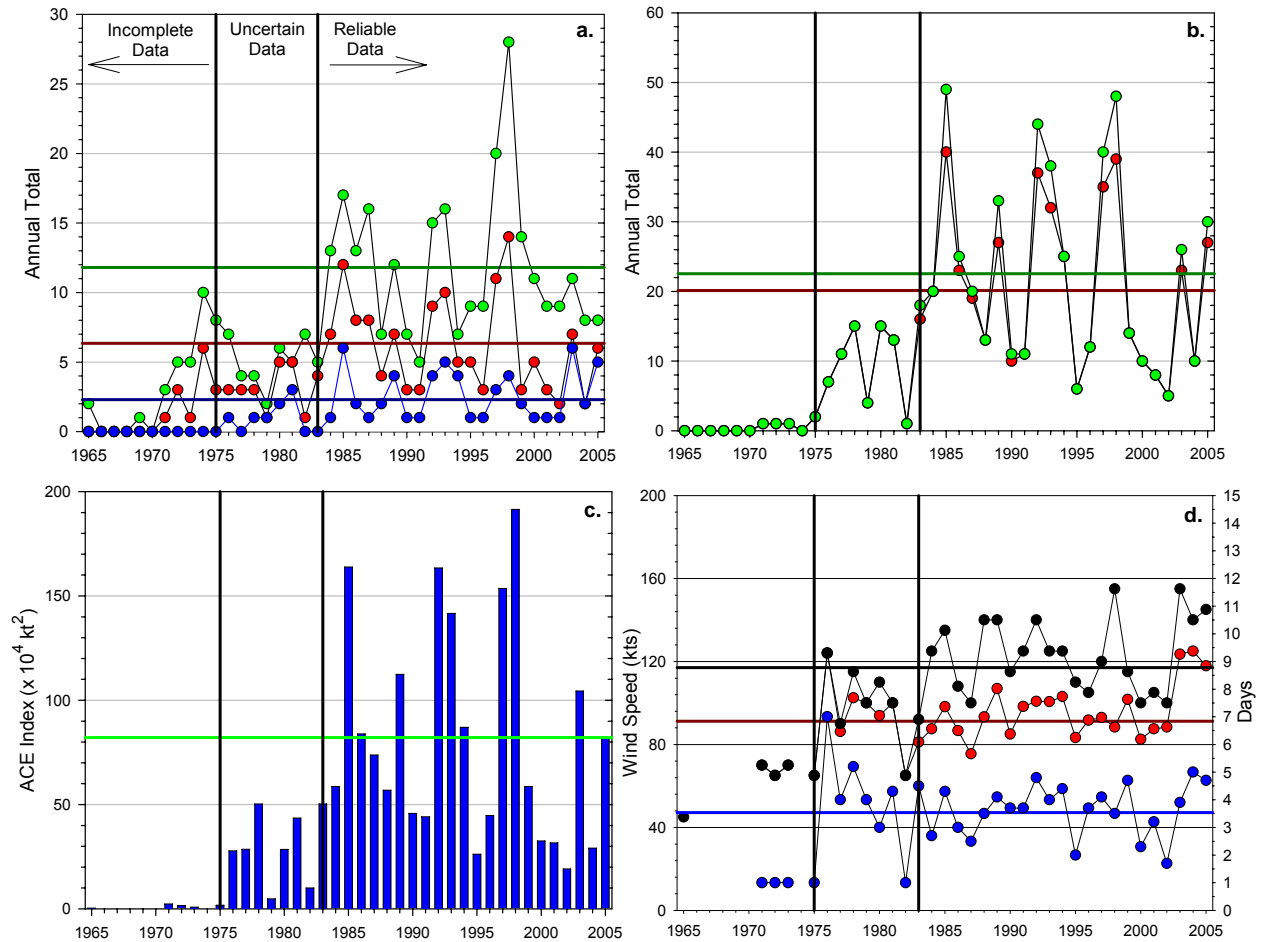 Incomplete Data
Uncertain Data
Reliable Data
a.
Annual Total
30
25
20
15
10
5
0
1965 1970 1975 1980 1985 1990 1995 2000 2005
b.
Annual Total
60
50
40
30
20
10
0
1965 1970 1975 1980 1985 1990 1995 2000 2005
c.
ACE Index (x 10⁴ kt²)
200
150
100
50
0
1965 1970 1975 1980 1985 1990 1995 2000 2005
d.
Wind Speed (kts)
200
160
120
80
40
0
Days
15
14
13
12
11
10
9
8
7
6
5
4
3
2
1
0
1965 1970 1975 1980 1985 1990 1995 2000 2005